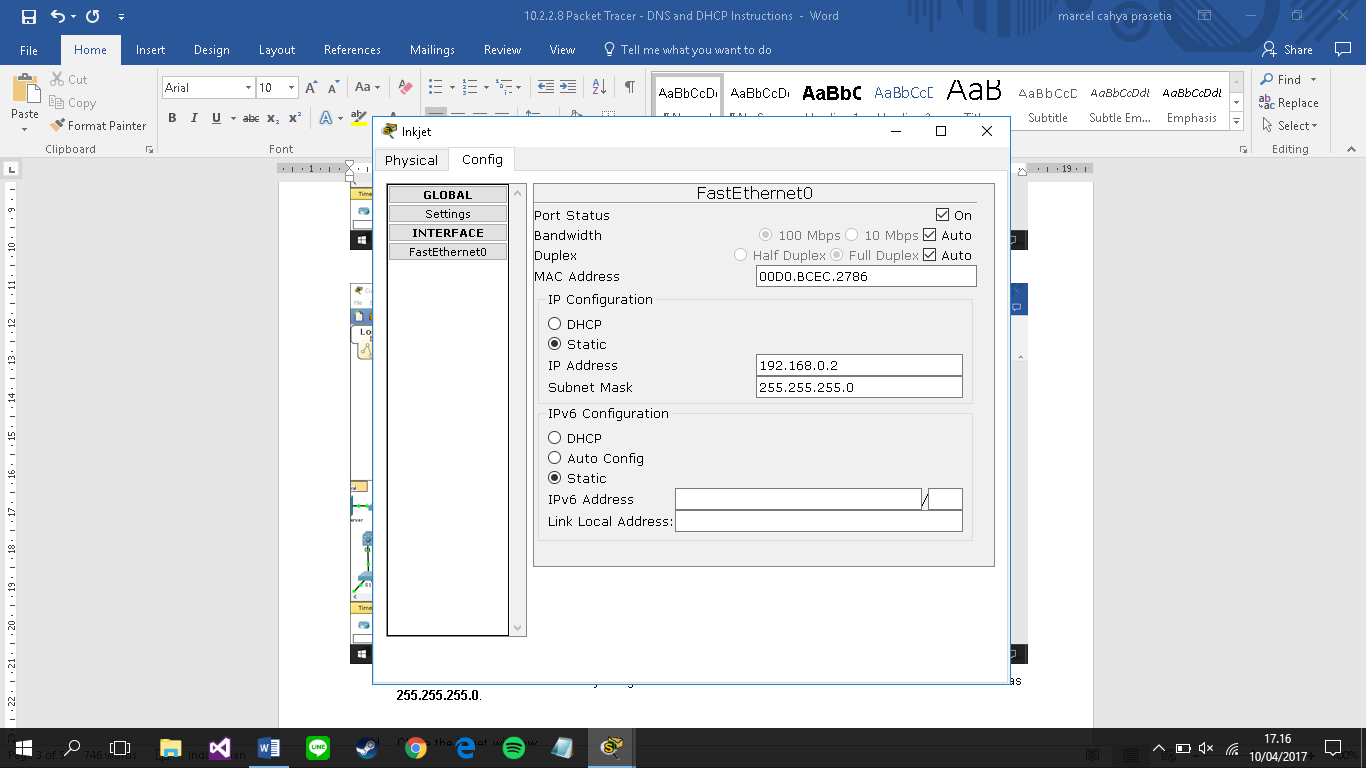 10.2.2.8 Packet Tracer - DNS and DHCP Instructions - Word
marcel cahya prasetia
File Home Insert Design Layout References Mailings Review View Tell me what you want to do Share
Paste
Cut
Copy
Format Painter
Clipboard
Arial 10
Font
AaBbCcDc AaBbCcDc AaBbC AaBbCcD AaB AaBbCcD AaBbCcDdI AaBbCcDdI
Subtitle Subtle Em... Emphasis
Find
Replace
Select
Editing
Inkjet
Physical Config
GLOBAL
Settings
INTERFACE
FastEthernet0
FastEthernet0
Port Status On
Bandwidth 100 Mbps 10 Mbps Auto
Duplex Half Duplex Full Duplex Auto
MAC Address 00D0.BCEC.2786
IP Configuration
DHCP
Static
IP Address 192.168.0.2
Subnet Mask 255.255.255.0
IPv6 Configuration
DHCP
Auto Config
Static
IPv6 Address /
Link Local Address:
as
255.255.255.0.
17.16
10/04/2017